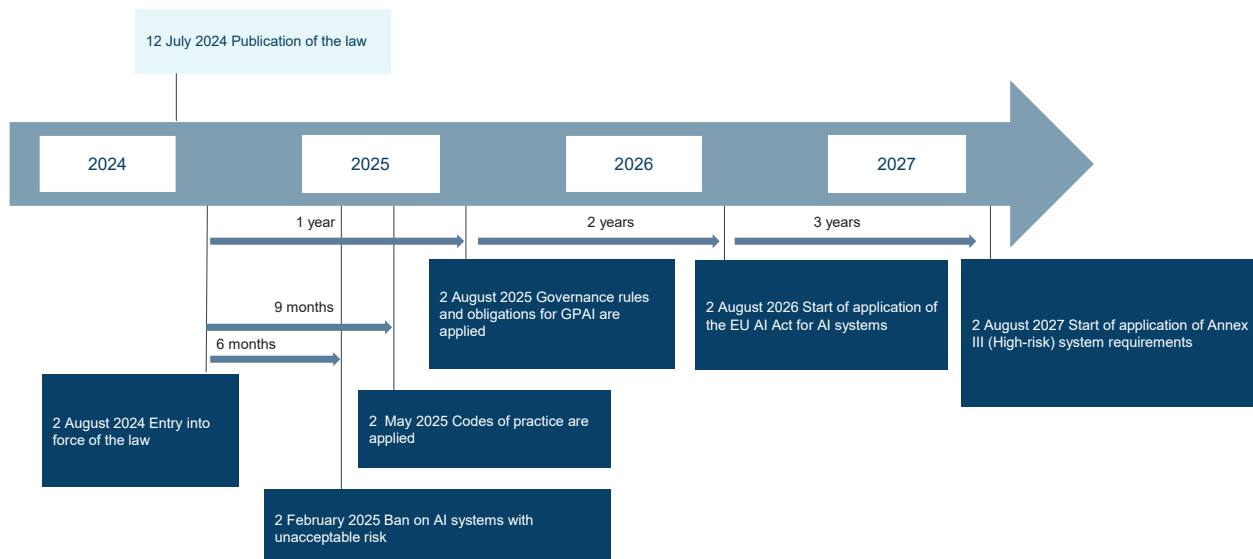 12 July 2024 Publication of the law
2024
2025
2026
2027
1 year
2 years
3 years
9 months
6 months
2 August 2025 Governance rules
and obligations for GPAI are
applied
2 August 2026 Start of application of
the EU AI Act for AI systems
2 August 2027 Start of application of Annex
III (High-risk) system requirements
2 August 2024 Entry into
force of the law
2  May 2025 Codes of practice are
applied
2 February 2025 Ban on AI systems with
unacceptable risk